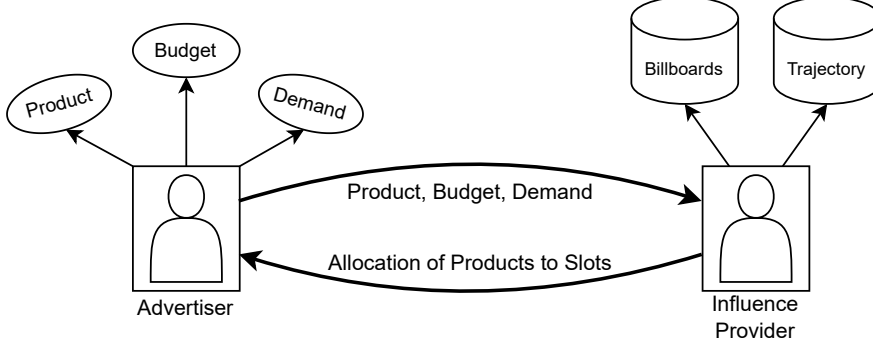 Budget
Product
Demand
Billboards
Trajectory
Product, Budget, Demand
Allocation of Products to Slots
Advertiser
Influence
Provider